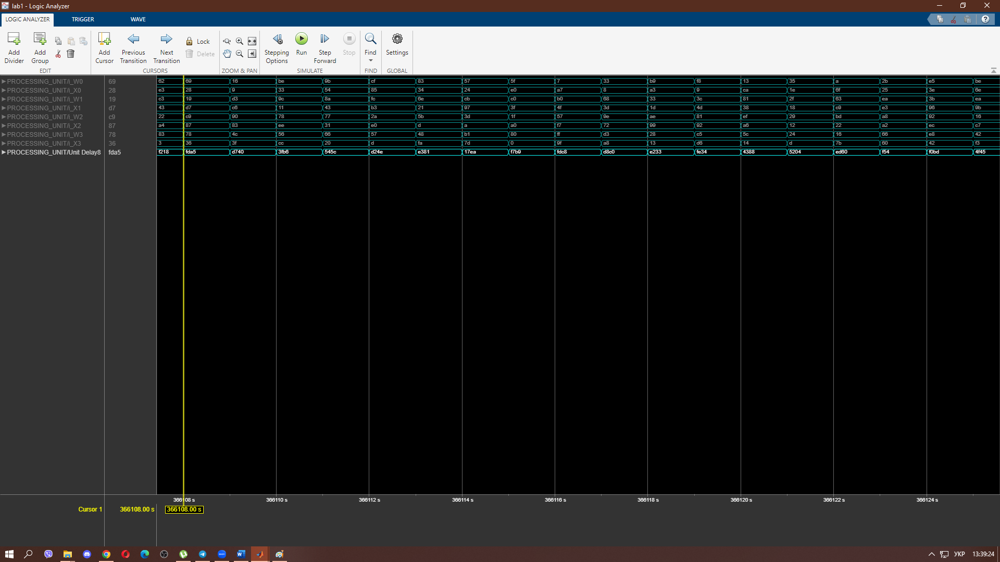 lab1 - Logic Analyzer
LOGIC ANALYZER TRIGGER WAVE
Add Divider
Add Group
Add Cursor
Previous Transition
Next Transition
Lock
Delete
Stepping Options
Run
Step Forward
Stop
Find
Settings
EDIT CURSORS ZOOM & PAN SIMULATE FIND GLOBAL
PROCESSING_UNIT/i_W0 69 62 69 16 be 9b cf 83 57 5f 7 33 b9 f8 13 35 a 2b e5 be
PROCESSING_UNIT/i_X0 28 e3 28 9 33 54 85 34 24 e0 a7 8 a3 9 ca 1e 6f 25 3e 6e
PROCESSING_UNIT/i_W1 19 c3 19 d3 9c 8a fc 6e cb c0 b0 68 33 3c 81 2f 63 ea 3b ea
PROCESSING_UNIT/i_X1 d7 43 d7 c6 11 43 b3 21 97 3f 4f 3d 1d 4d 38 18 c9 e3 96 9b
PROCESSING_UNIT/i_W2 c9 22 c9 90 78 77 2a 5b 3d 1f 57 9e ae 81 ef 29 bd a8 92 16
PROCESSING_UNIT/i_X2 87 a4 87 83 ee 31 e0 d a a0 f7 72 99 92 a6 12 22 a2 ec c7
PROCESSING_UNIT/i_W3 78 83 78 4c 56 66 57 48 b1 80 ff d3 28 c5 5c 24 16 66 e8 42
PROCESSING_UNIT/i_X3 36 3 36 3f cc 20 d fa 7d 0 9f a8 13 d6 14 d 7b 60 42 f3
PROCESSING_UNIT/Unit Delay8 fda5 f218 fda5 d740 3fb6 545c d24e e381 17ea f7b9 fdc8 d8c0 e233 fe34 4388 5204 ed60 f54 f0bd 4f45
366108 s 366110 s 366112 s 366114 s 366116 s 366118 s 366120 s 366122 s 366124 s
Cursor 1 366108.00 s 366108.00 s
УКР 13:39:24